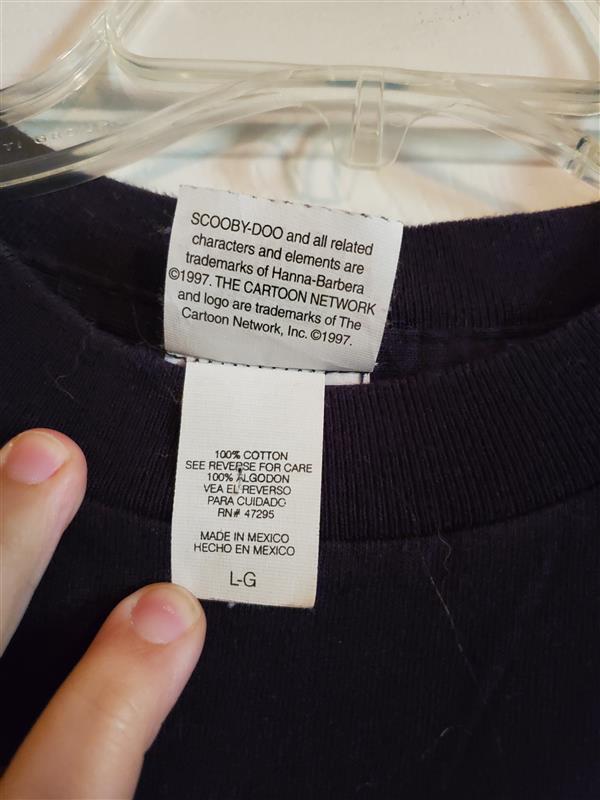 SCOOBY-DOO and all related
characters and elements are
trademarks of Hanna-Barbera
©1997. THE CARTOON NETWORK
and logo are trademarks of The
Cartoon Network, Inc. ©1997.
100% COTTON
SEE REVERSE FOR CARE
100% ALGODON
VEA EL REVERSO
PARA CUIDADO
RN# 47295
MADE IN MEXICO
HECHO EN MEXICO
L-G